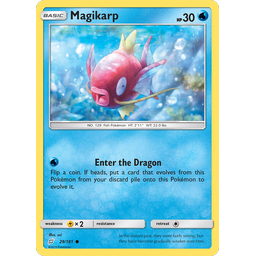 BASIC Magikarp HP30
NO. 129 Fish Pokémon HT: 2'11" WT: 22.0 lbs.
Enter the Dragon
Flip a coin. If heads, put a card that evolves from this
Pokémon from your discard pile onto this Pokémon to
evolve it.
weakness ×2 resistance retreat